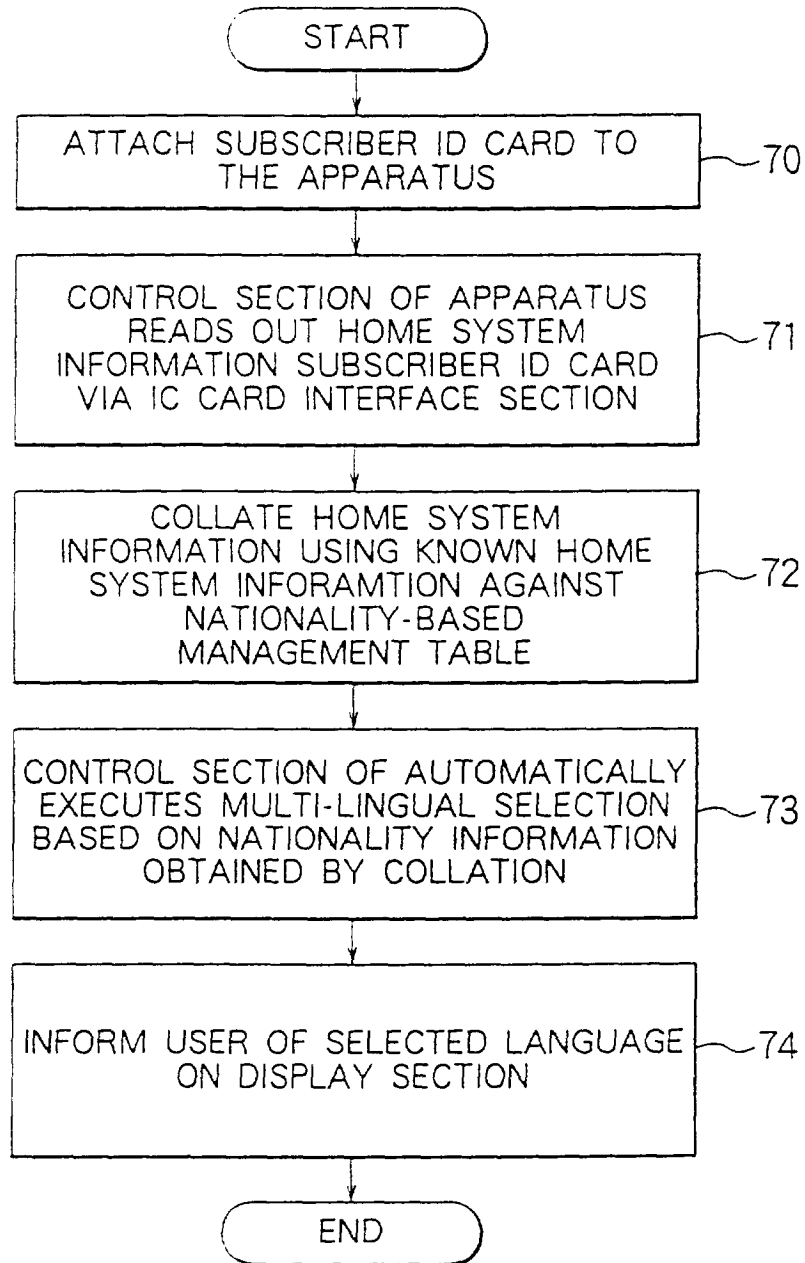 START
ATTACH SUBSCRIBER ID CARD TO
THE APPARATUS
70
CONTROL SECTION OF APPARATUS
READS OUT HOME SYSTEM
INFORMATION SUBSCRIBER ID CARD
VIA IC CARD INTERFACE SECTION
71
COLLATE HOME SYSTEM
INFORMATION USING KNOWN HOME
SYSTEM INFORAMTION AGAINST
NATIONALITY-BASED
MANAGEMENT TABLE
72
CONTROL SECTION OF AUTOMATICALLY
EXECUTES MULTI-LINGUAL SELECTION
BASED ON NATIONALITY INFORMATION
OBTAINED BY COLLATION
73
INFORM USER OF SELECTED LANGUAGE
ON DISPLAY SECTION
74
END